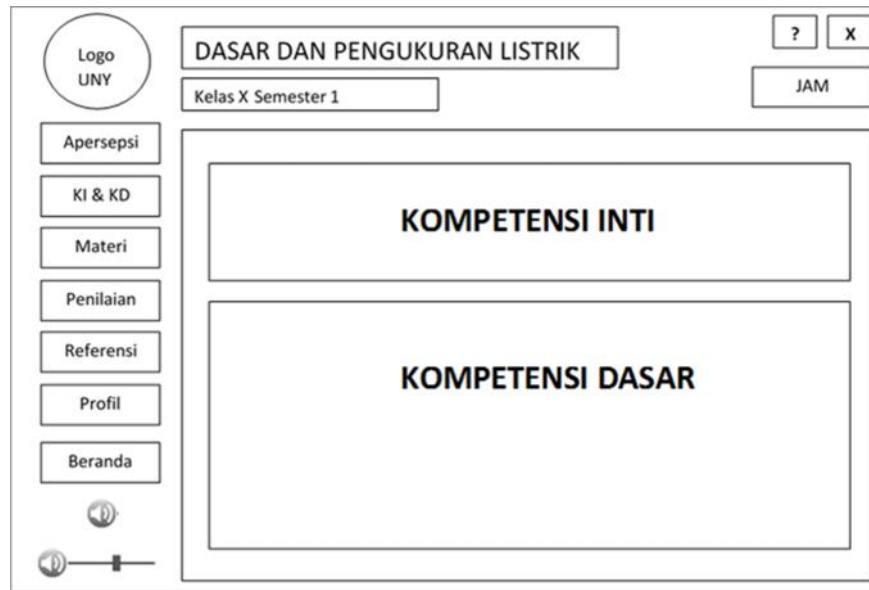 Logo
UNY
DASAR DAN PENGUKURAN LISTRIK
?
X
Kelas X Semester 1
JAM
Apersepsi
KI & KD
Materi
Penilaian
Referensi
Profil
Beranda
KOMPETENSI INTI
KOMPETENSI DASAR